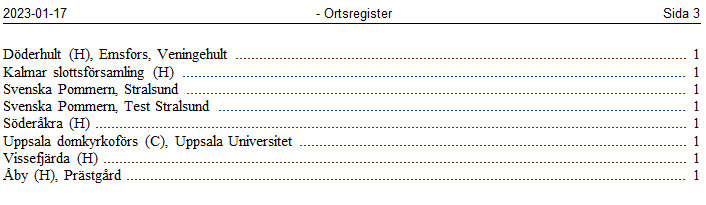 2023-01-17 - Ortsregister Sida 3
Döderhult (H), Emsfors, Veningehult ........ 1
Kalmar slottsförsamling (H) ........ 1
Svenska Pommern, Stralsund ........ 1
Svenska Pommern, Test Stralsund ........ 1
Söderåkra (H) ........ 1
Uppsala domkyrkoförs (C), Uppsala Universitet ........ 1
Vissefjärda (H) ........ 1
Åby (H), Prästgård ........ 1